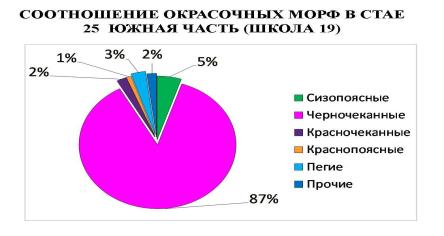 СООТНОШЕНИЕ ОКРАСОЧНЫХ МОРФ В СТАЕ
25 ЮЖНАЯ ЧАСТЬ (ШКОЛА 19)
3%
2%
1%
5%
2%
Сизопоясные
Черночеканные
Красночеканные
Краснопоясные
Пегие
Прочие
87%